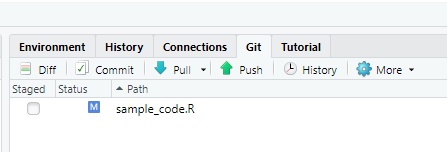 Environment History Connections Git Tutorial
Diff Commit Pull Push History More
Staged Status Path
M sample_code.R